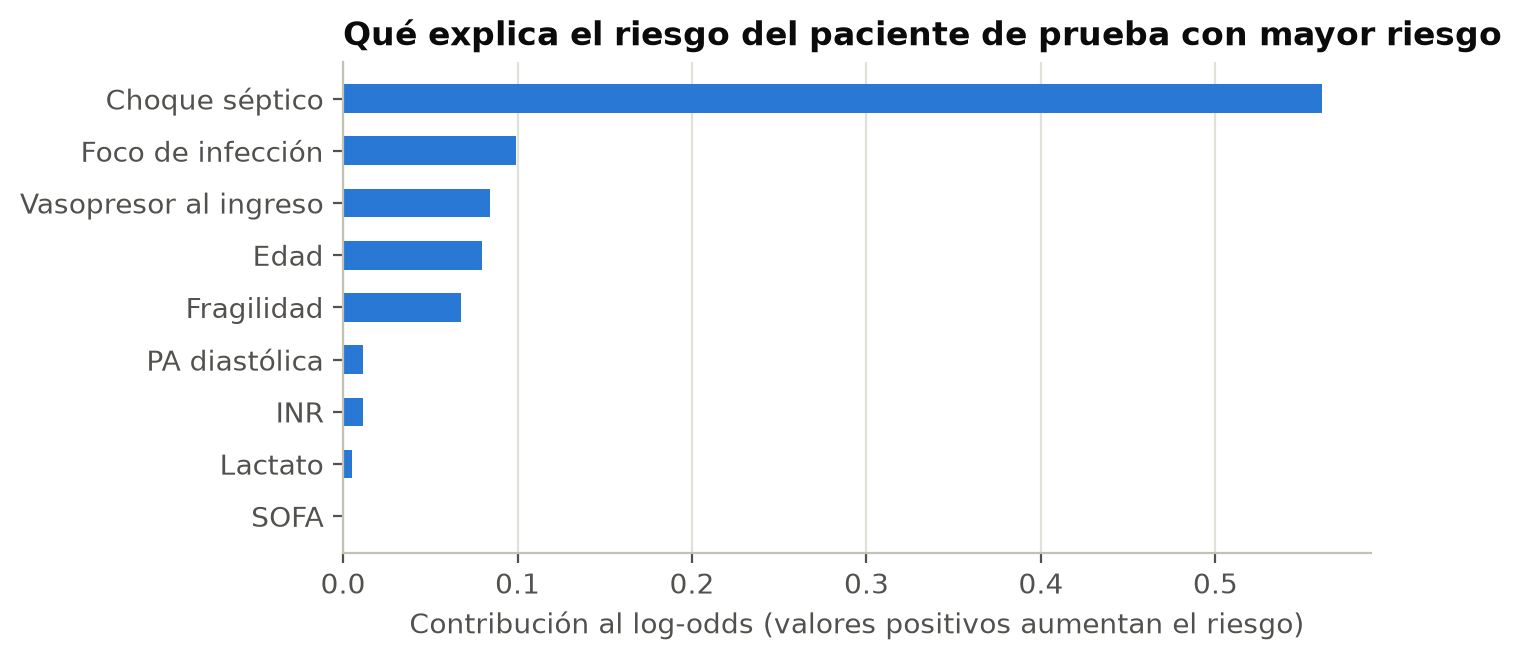 Qué explica el riesgo del paciente de prueba con mayor riesgo
Choque séptico
Foco de infección
Vasopresor al ingreso
Edad
Fragilidad
PA diastólica
INR
Lactato
SOFA
0.0 0.1 0.2 0.3 0.4 0.5
Contribución al log-odds (valores positivos aumentan el riesgo)